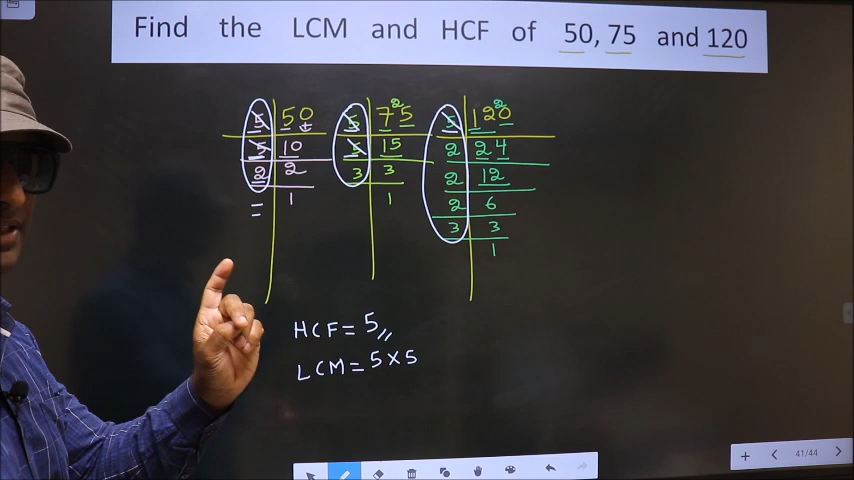 Find the LCM and HCF of 50, 75 and 120
5 50 5 75 2 5 120 2
5 10 5 15 2 24
2 2 3 3 2 12
= 1 1 2 6
3 3
1
HCF = 5,,
LCM = 5 × 5
41/44